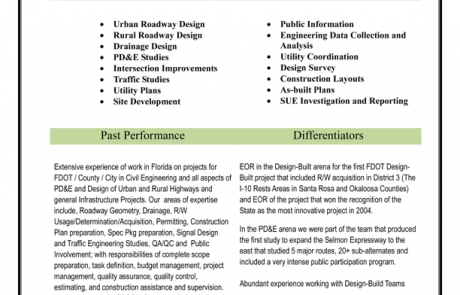 Urban Roadway Design
Rural Roadway Design
Drainage Design
PD&E Studies
Intersection Improvements
Traffic Studies
Utility Plans
Site Development
Public Information
Engineering Data Collection and
Analysis
Utility Coordination
Design Survey
Construction Layouts
As-built Plans
SUE Investigation and Reporting
Past Performance
Extensive experience of work in Florida on projects for
FDOT / County / City in Civil Engineering and all aspects of
PD&E and Design of Urban and Rural Highways and
general Infrastructure Projects. Our areas of expertise
include, Roadway Geometry, Drainage, R/W
Usage/Determination/Acquisition, Permitting, Construction
Plan preparation, Spec Pkg preparation, Signal Design
and Traffic Engineering Studies, QA/QC and Public
Involvement; with responsibilities of complete scope
preparation, task definition, budget management, project
management, quality assurance, quality control,
estimating, and construction assistance and supervision.
Differentiators
EOR in the Design-Built arena for the first FDOT Design-
Built project that included R/W acquisition in District 3 (The
I-10 Rests Areas in Santa Rosa and Okaloosa Counties)
and EOR of the project that won the recognition of the
State as the most innovative project in 2004.
In the PD&E arena we were part of the team that produced
the first study to expand the Selmon Expressway to the
east that studied 5 major routes, 20+ sub-alternates and
included a very intense public participation program.
Abundant experience working with Design-Build Teams